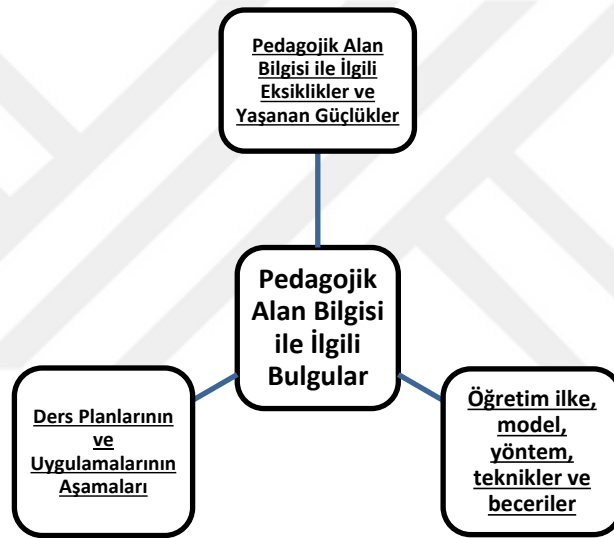 Pedagojik Alan
Bilgisi ile İlgili
Eksiklikler ve
Yaşanan Güçlükler
Pedagojik
Alan Bilgisi
ile İlgili
Bulgular
Ders Planlarının
ve
Uygulamalarının
Aşamaları
Öğretim ilke,
model,
yöntem,
teknikler ve
beceriler